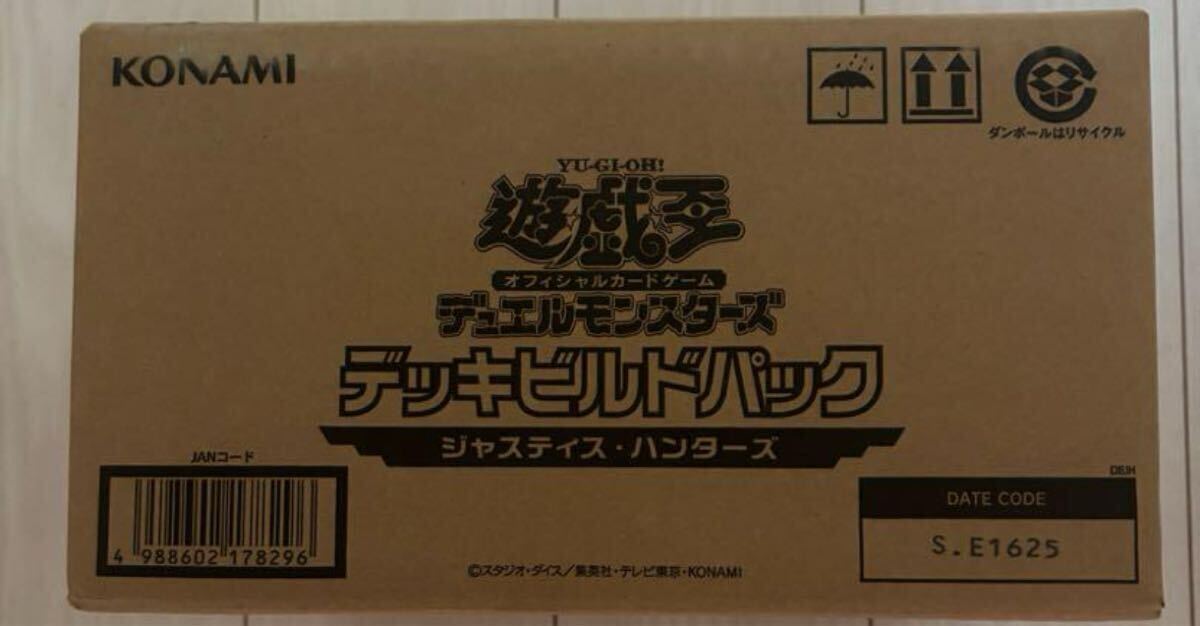 KONAMI
ダンボールはリサイクル
YU-GI-OH!
遊戯王
オフィシャルカードゲーム
デュエルモンスターズ
デッキビルドパック
ジャスティス・ハンターズ
JANコード
4 988602 178296
DBJH
DATE CODE
S.E1625
©スタジオ・ダイス/集英社・テレビ東京・KONAMI